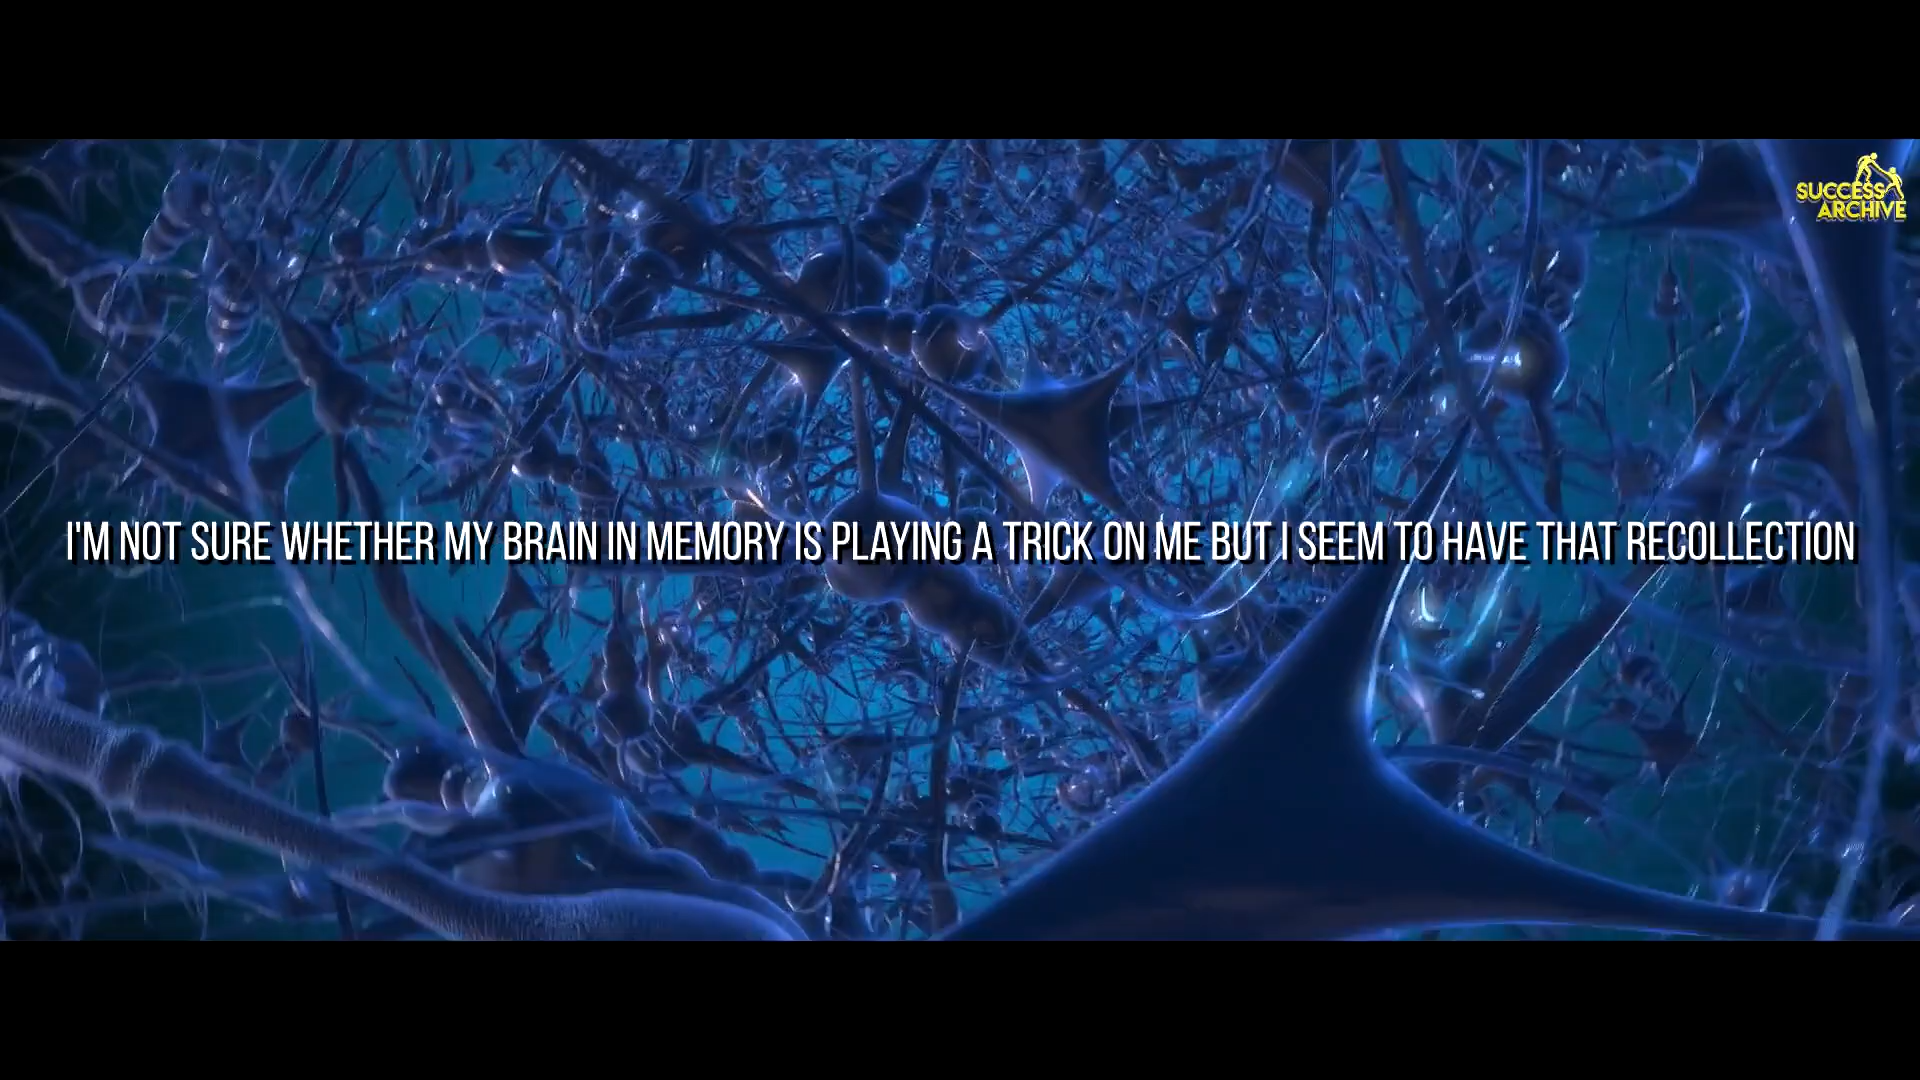 SUCCESS
ARCHIVE
I'M NOT SURE WHETHER MY BRAIN IN MEMORY IS PLAYING A TRICK ON ME BUT I SEEM TO HAVE THAT RECOLLECTION